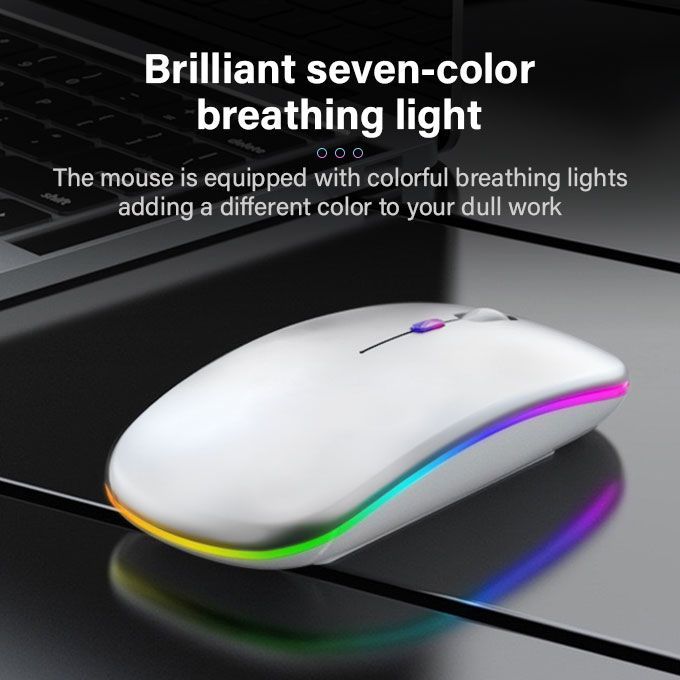 Brilliant seven-color
breathing light
The mouse is equipped with colorful breathing lights
adding a different color to your dull work